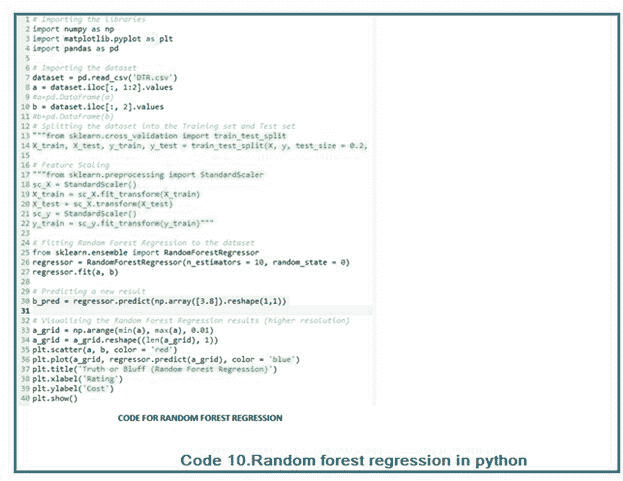 1 # Importing the libraries
2 import numpy as np
3 import matplotlib.pyplot as plt
4 import pandas as pd
5
6 # Importing the dataset
7 dataset = pd.read_csv('DTR.csv')
8 a = dataset.iloc[:, 1:2].values
9 #a=pd.DataFrame(a)
10 b = dataset.iloc[:, 2].values
11 #b=pd.DataFrame(b)
12 # Splitting the dataset into the Training set and Test set
13 """from sklearn.cross_validation import train_test_split
14 X_train, X_test, y_train, y_test = train_test_split(X, y, test_size = 0.2,
15
16 # Feature Scaling
17 """from sklearn.preprocessing import StandardScaler
18 sc_X = StandardScaler()
19 X_train = sc_X.fit_transform(X_train)
20 X_test = sc_X.transform(X_test)
21 sc_y = StandardScaler()
22 y_train = sc_y.fit_transform(y_train)"""
23
24 # Fitting Random Forest Regression to the dataset
25 from sklearn.ensemble import RandomForestRegressor
26 regressor = RandomForestRegressor(n_estimators = 10, random_state = 0)
27 regressor.fit(a, b)
28
29 # Predicting a new result
30 b_pred = regressor.predict(np.array([3.8]).reshape(1,1))
31
32 # Visualising the Random Forest Regression results (higher resolution)
33 a_grid = np.arange(min(a), max(a), 0.01)
34 a_grid = a_grid.reshape((len(a_grid), 1))
35 plt.scatter(a, b, color = 'red')
36 plt.plot(a_grid, regressor.predict(a_grid), color = 'blue')
37 plt.title('Truth or Bluff (Random Forest Regression)')
38 plt.xlabel('Rating')
39 plt.ylabel('Cost')
40 plt.show()
CODE FOR RANDOM FOREST REGRESSION
Code 10.Random forest regression in python